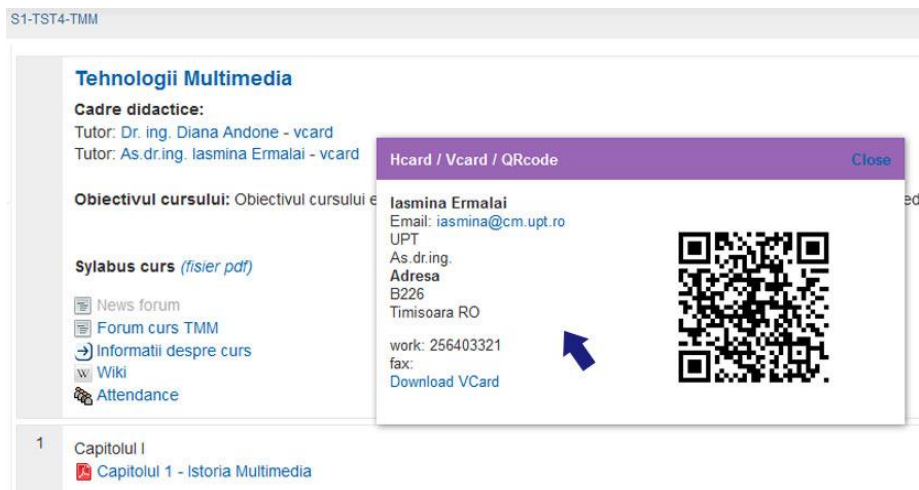 S1-TST4-TMM
Tehnologii Multimedia
Cadre didactice:
Tutor: Dr. ing. Diana Andone - vcard
Tutor: As.dr.ing. Iasmina Ermalai - vcard
Obiectivul cursului: Obiectivul cursului
Sylabus curs (fisier pdf)
News forum
Forum curs TMM
Informatii despre curs
W Wiki
Attendance
Hcard / Vcard / QRcode Close
Iasmina Ermalai
Email: iasmina@cm.upt.ro
UPT
As.dr.ing.
Adresa
B226
Timisoara RO
work: 256403321
fax:
Download VCard
1 Capitolul I
Capitolul 1 - Istoria Multimedia